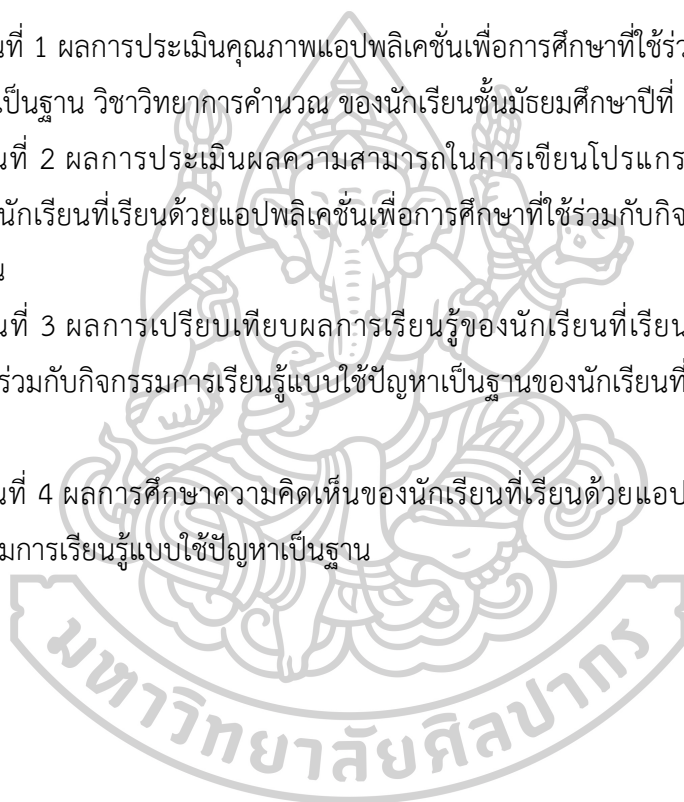 นที่ 1 ผลการประเมินคุณภาพแอปพลิเคชั่นเพื่อการศึกษาที่ใช้ร่ว
เป็นฐาน วิชาวิทยาการคำนวณ ของนักเรียนชั้นมัธยมศึกษาปีที่
นที่ 2 ผลการประเมินผลความสามารถในการเขียนโปรแกร
นักเรียนที่เรียนด้วยแอปพลิเคชั่นเพื่อการศึกษาที่ใช้ร่วมกับกิจ
น
นที่ 3 ผลการเปรียบเทียบผลการเรียนรู้ของนักเรียนที่เรียน
ร่วมกับกิจกรรมการเรียนรู้แบบใช้ปัญหาเป็นฐานของนักเรียนที่
นที่ 4 ผลการศึกษาความคิดเห็นของนักเรียนที่เรียนด้วยแอป
มการเรียนรู้แบบใช้ปัญหาเป็นฐาน
มหาวิทยาลัยศิลปากร